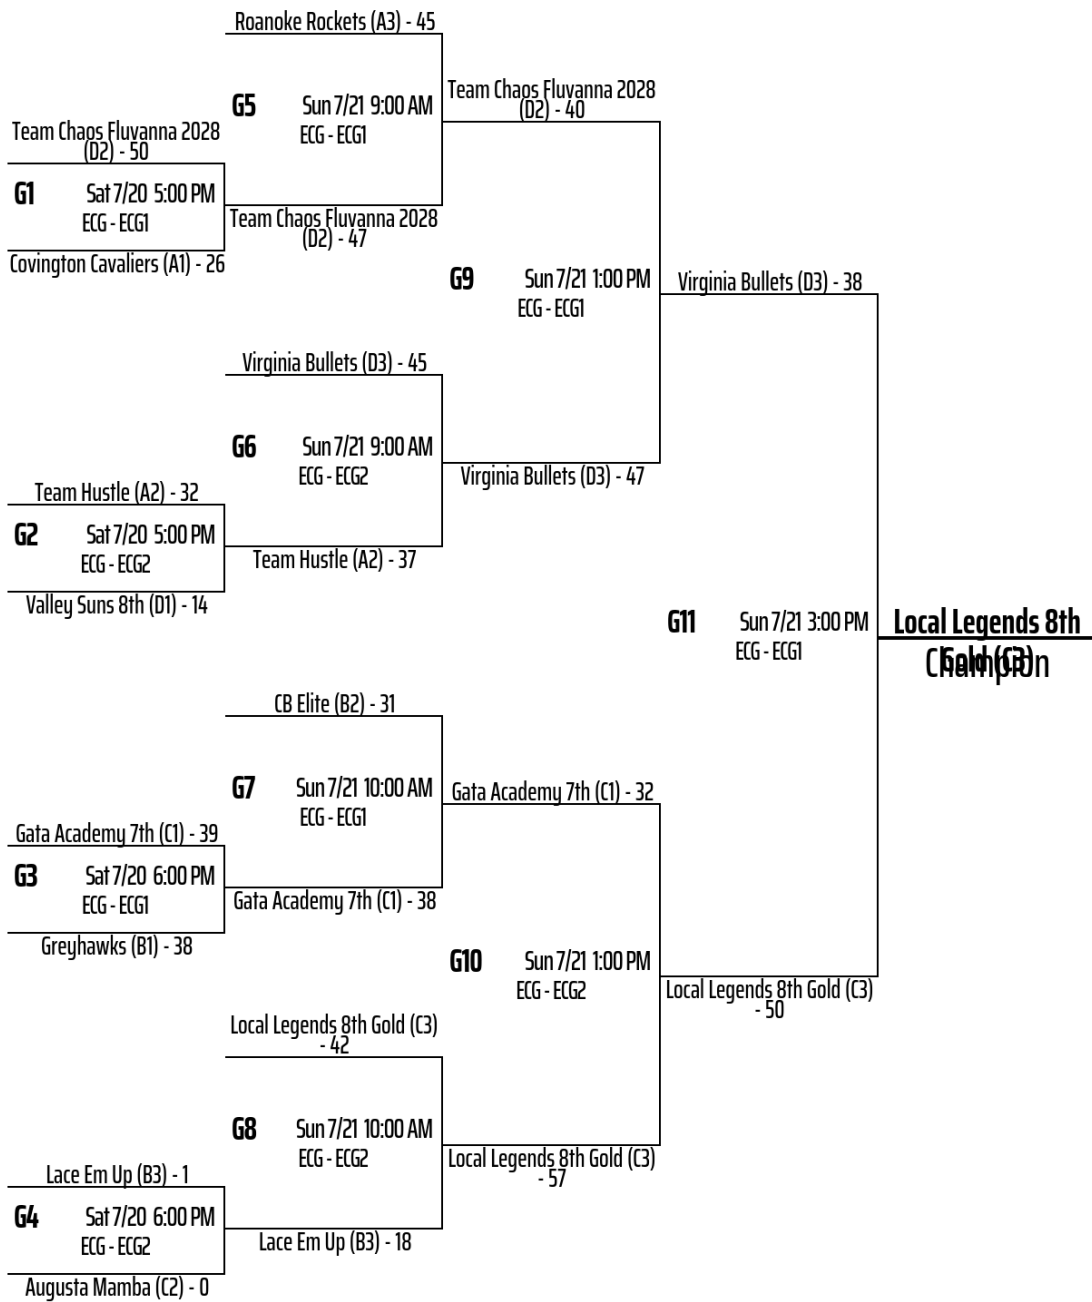 Roanoke Rockets (A3) - 45
G5 Sun 7/21 9:00 AM
ECG - ECG1
Team Chaos Fluvanna 2028
(D2) - 40
Team Chaos Fluvanna 2028
(D2) - 50
G1 Sat 7/20 5:00 PM
ECG - ECG1
Covington Cavaliers (A1) - 26
Team Chaos Fluvanna 2028
(D2) - 47
G9 Sun 7/21 1:00 PM
ECG - ECG1
Virginia Bullets (D3) - 38
Virginia Bullets (D3) - 45
G6 Sun 7/21 9:00 AM
ECG - ECG2
Virginia Bullets (D3) - 47
Team Hustle (A2) - 32
G2 Sat 7/20 5:00 PM
ECG - ECG2
Valley Suns 8th (D1) - 14
Team Hustle (A2) - 37
G11 Sun 7/21 3:00 PM
ECG - ECG1
Local Legends 8th
Gold (C3)
Champion
CB Elite (B2) - 31
G7 Sun 7/21 10:00 AM
ECG - ECG1
Gata Academy 7th (C1) - 32
Gata Academy 7th (C1) - 39
G3 Sat 7/20 6:00 PM
ECG - ECG1
Greyhawks (B1) - 38
Gata Academy 7th (C1) - 38
G10 Sun 7/21 1:00 PM
ECG - ECG2
Local Legends 8th Gold (C3)
- 50
Local Legends 8th Gold (C3)
- 42
G8 Sun 7/21 10:00 AM
ECG - ECG2
Local Legends 8th Gold (C3)
- 57
Lace Em Up (B3) - 1
G4 Sat 7/20 6:00 PM
ECG - ECG2
Augusta Mamba (C2) - 0
Lace Em Up (B3) - 18